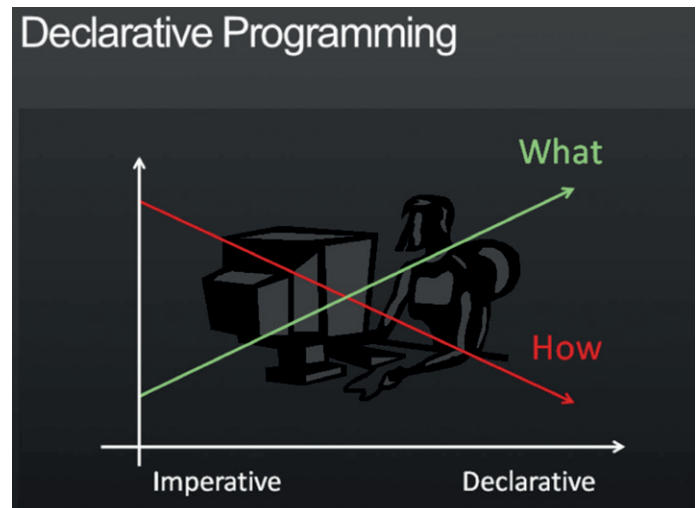 Declarative Programming
What
How
Imperative
Declarative